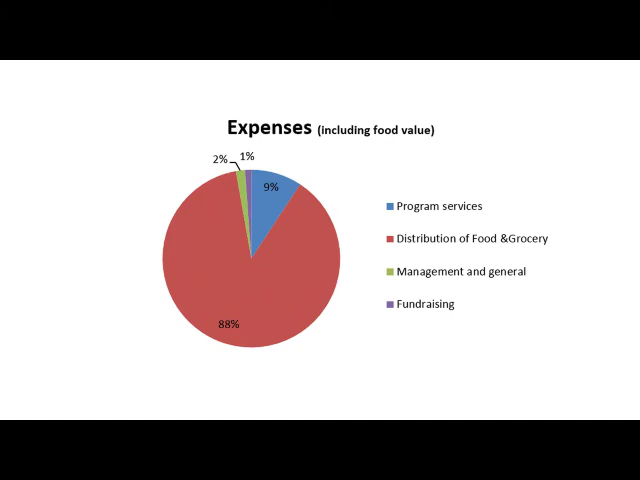 Expenses (including food value)
2%
1%
9%
88%
Program services
Distribution of Food &Grocery
Management and general
Fundraising